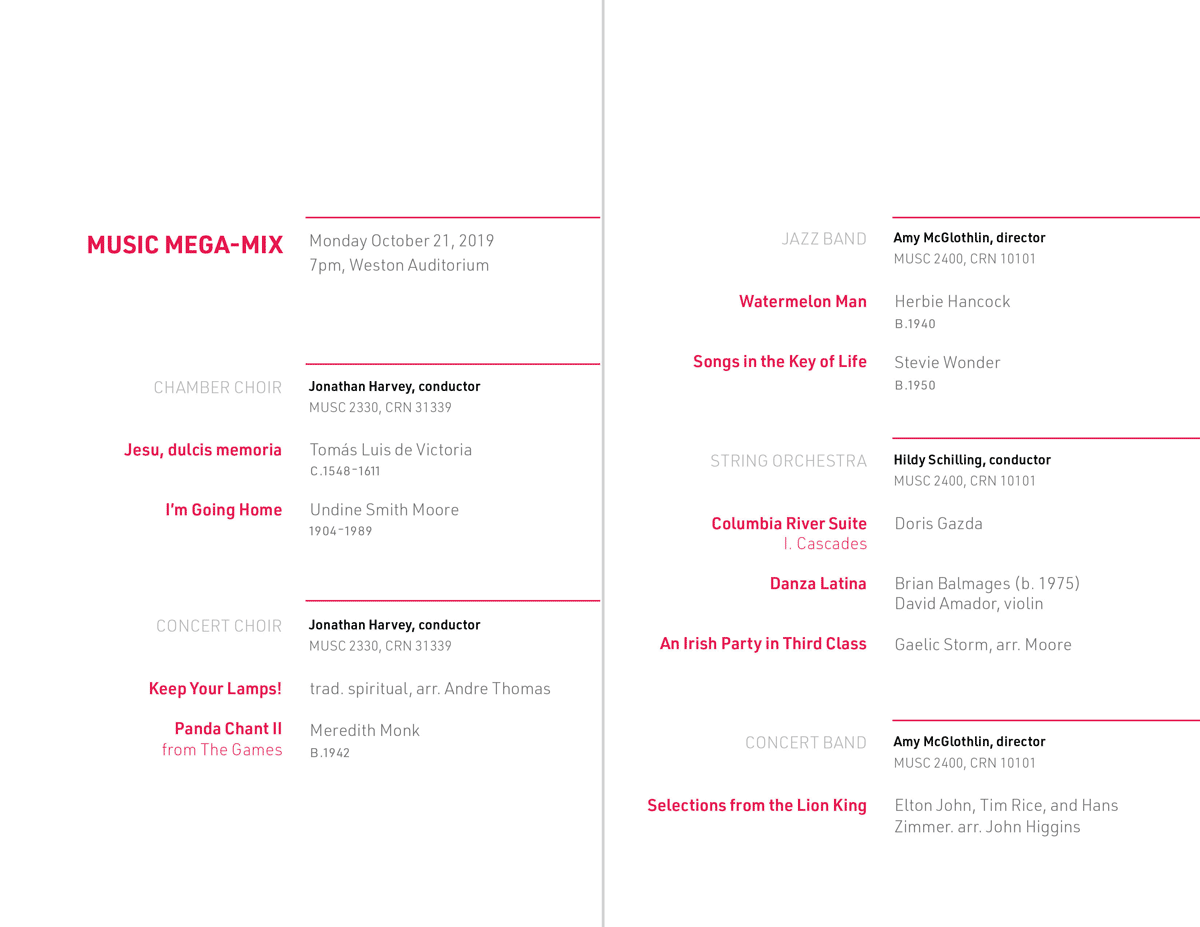 MUSIC MEGA-MIX
Monday October 21, 2019
7pm, Weston Auditorium
CHAMBER CHOIR
Jonathan Harvey, conductor
MUSC 2330, CRN 31339
Jesu, dulcis memoria
Tomás Luis de Victoria
C.1548-1611
I'm Going Home
Undine Smith Moore
1904-1989
CONCERT CHOIR
Jonathan Harvey, conductor
MUSC 2330, CRN 31339
Keep Your Lamps!
trad. spiritual, arr. Andre Thomas
Panda Chant II
from The Games
Meredith Monk
B.1942
JAZZ BAND
Amy McGlothlin, director
MUSC 2400, CRN 10101
Watermelon Man
Herbie Hancock
B.1940
Songs in the Key of Life
Stevie Wonder
B.1950
STRING ORCHESTRA
Hildy Schilling, conductor
MUSC 2400, CRN 10101
Columbia River Suite
I. Cascades
Doris Gazda
Danza Latina
Brian Balmages (b. 1975)
David Amador, violin
An Irish Party in Third Class
Gaelic Storm, arr. Moore
CONCERT BAND
Amy McGlothlin, director
MUSC 2400, CRN 10101
Selections from the Lion King
Elton John, Tim Rice, and Hans
Zimmer. arr. John Higgins